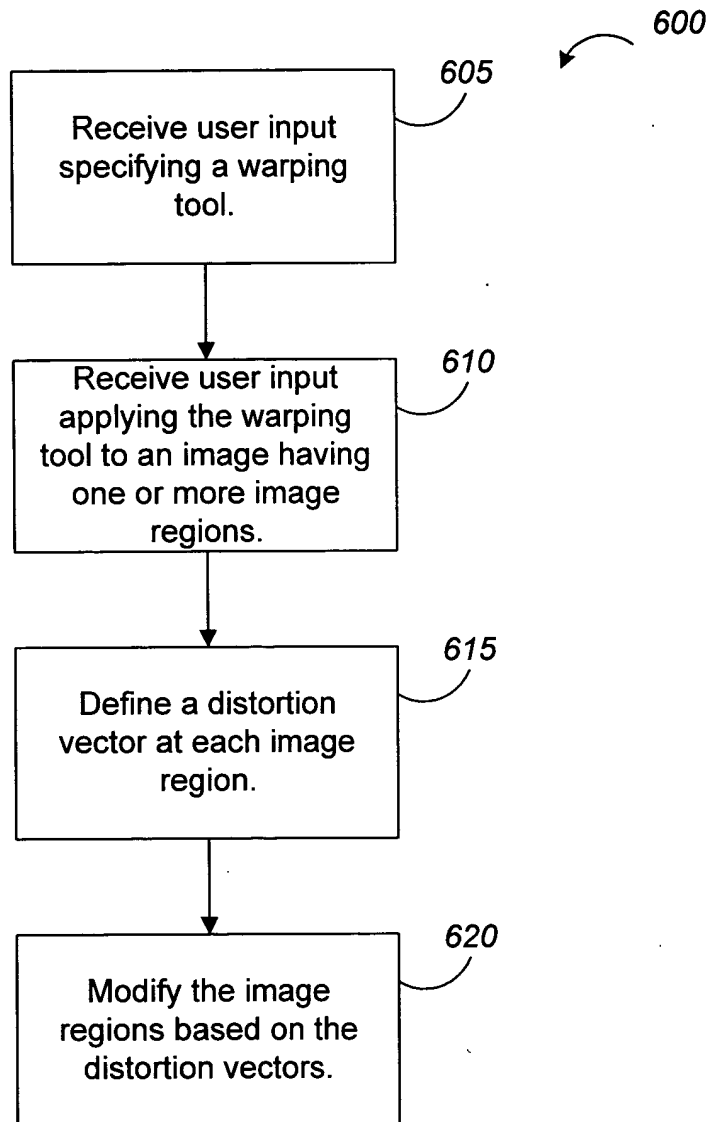 600
605
Receive user input
specifying a warping
tool.
610
Receive user input
applying the warping
tool to an image having
one or more image
regions.
615
Define a distortion
vector at each image
region.
620
Modify the image
regions based on the
distortion vectors.